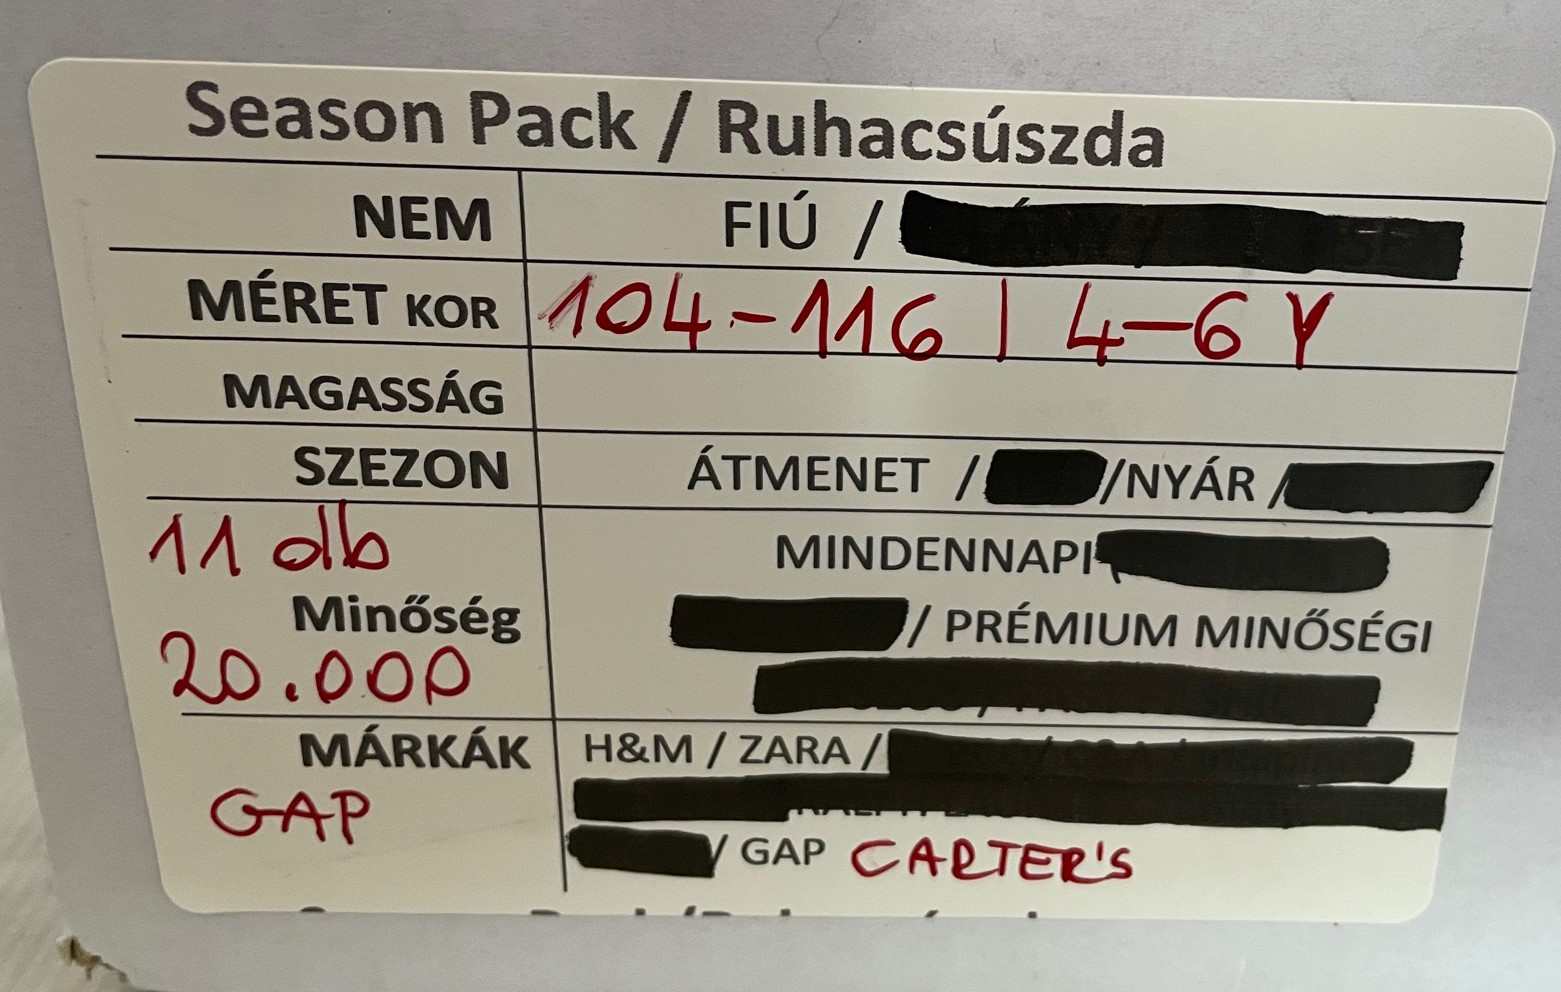 Season Pack / Ruhacsúszda
NEM FIÚ /
MÉRET KOR 104-116 | 4-6 Y
MAGASSÁG
SZEZON ÁTMENET / /NYÁR /
11 db MINDENNAPI
Minőség / PRÉMIUM MINŐSÉGI
20.000
MÁRKÁK H&M / ZARA /
GAP
/ GAP CARTER'S